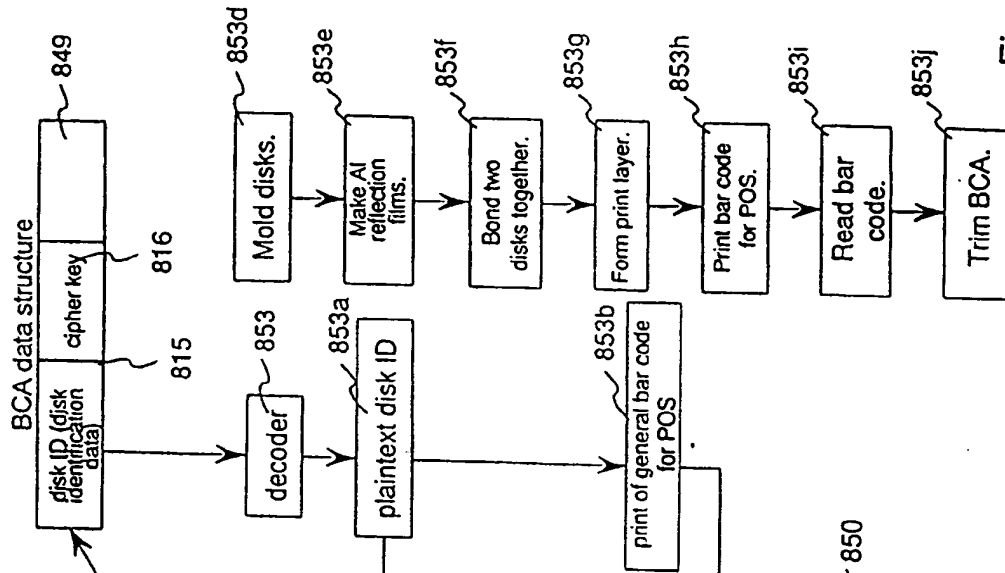 BCA data structure
849
disk ID (disk
identification
data)
cipher key
815
816
853
decoder
853a
plaintext disk ID
853b
print of general bar code
for POS
850
853d
Mold disks.
853e
Make Al
reflection
films.
853f
Bond two
disks together.
853g
Form print layer.
853h
Print bar code
for POS.
853i
Read bar
code.
853j
Trim BCA.